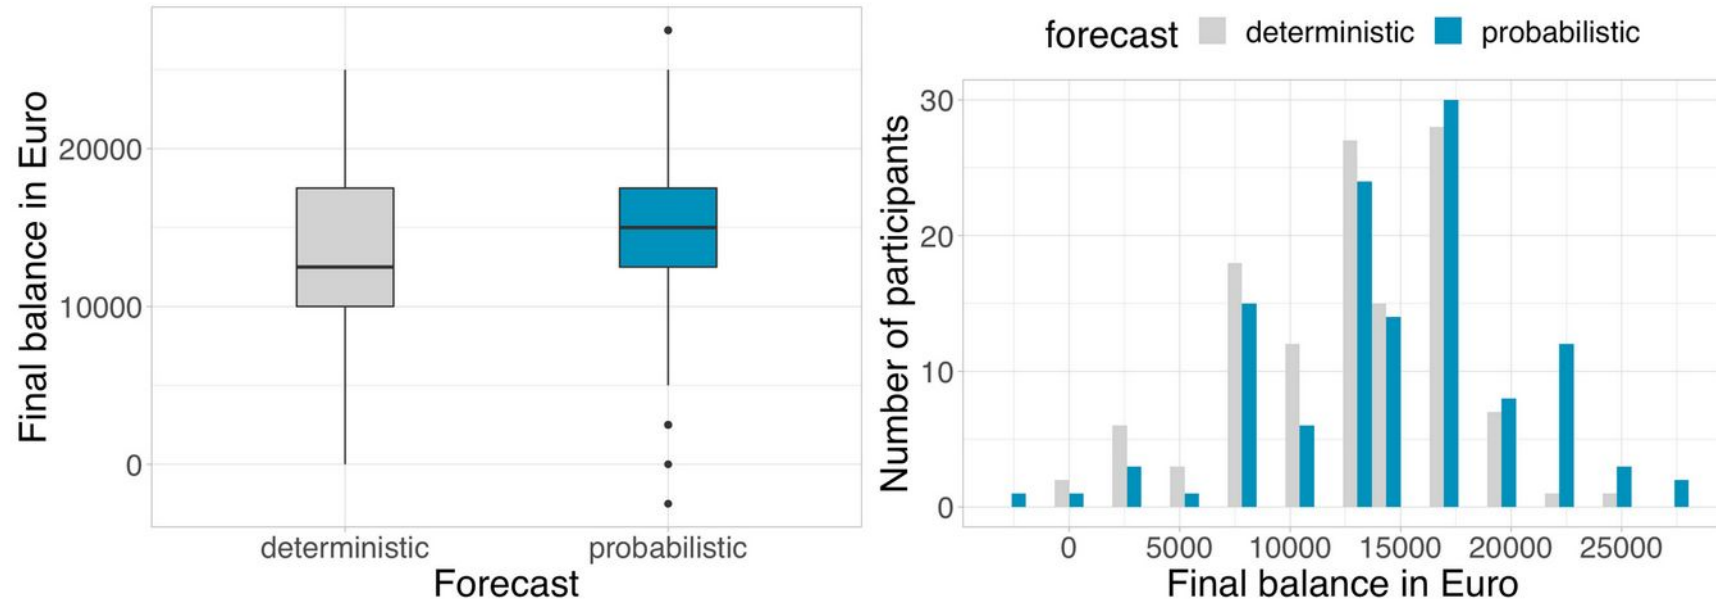 Final balance in Euro
20000
10000
0
deterministic probabilistic
Forecast
forecast deterministic probabilistic
Number of participants
30
20
10
0
0 5000 10000 15000 20000 25000
Final balance in Euro